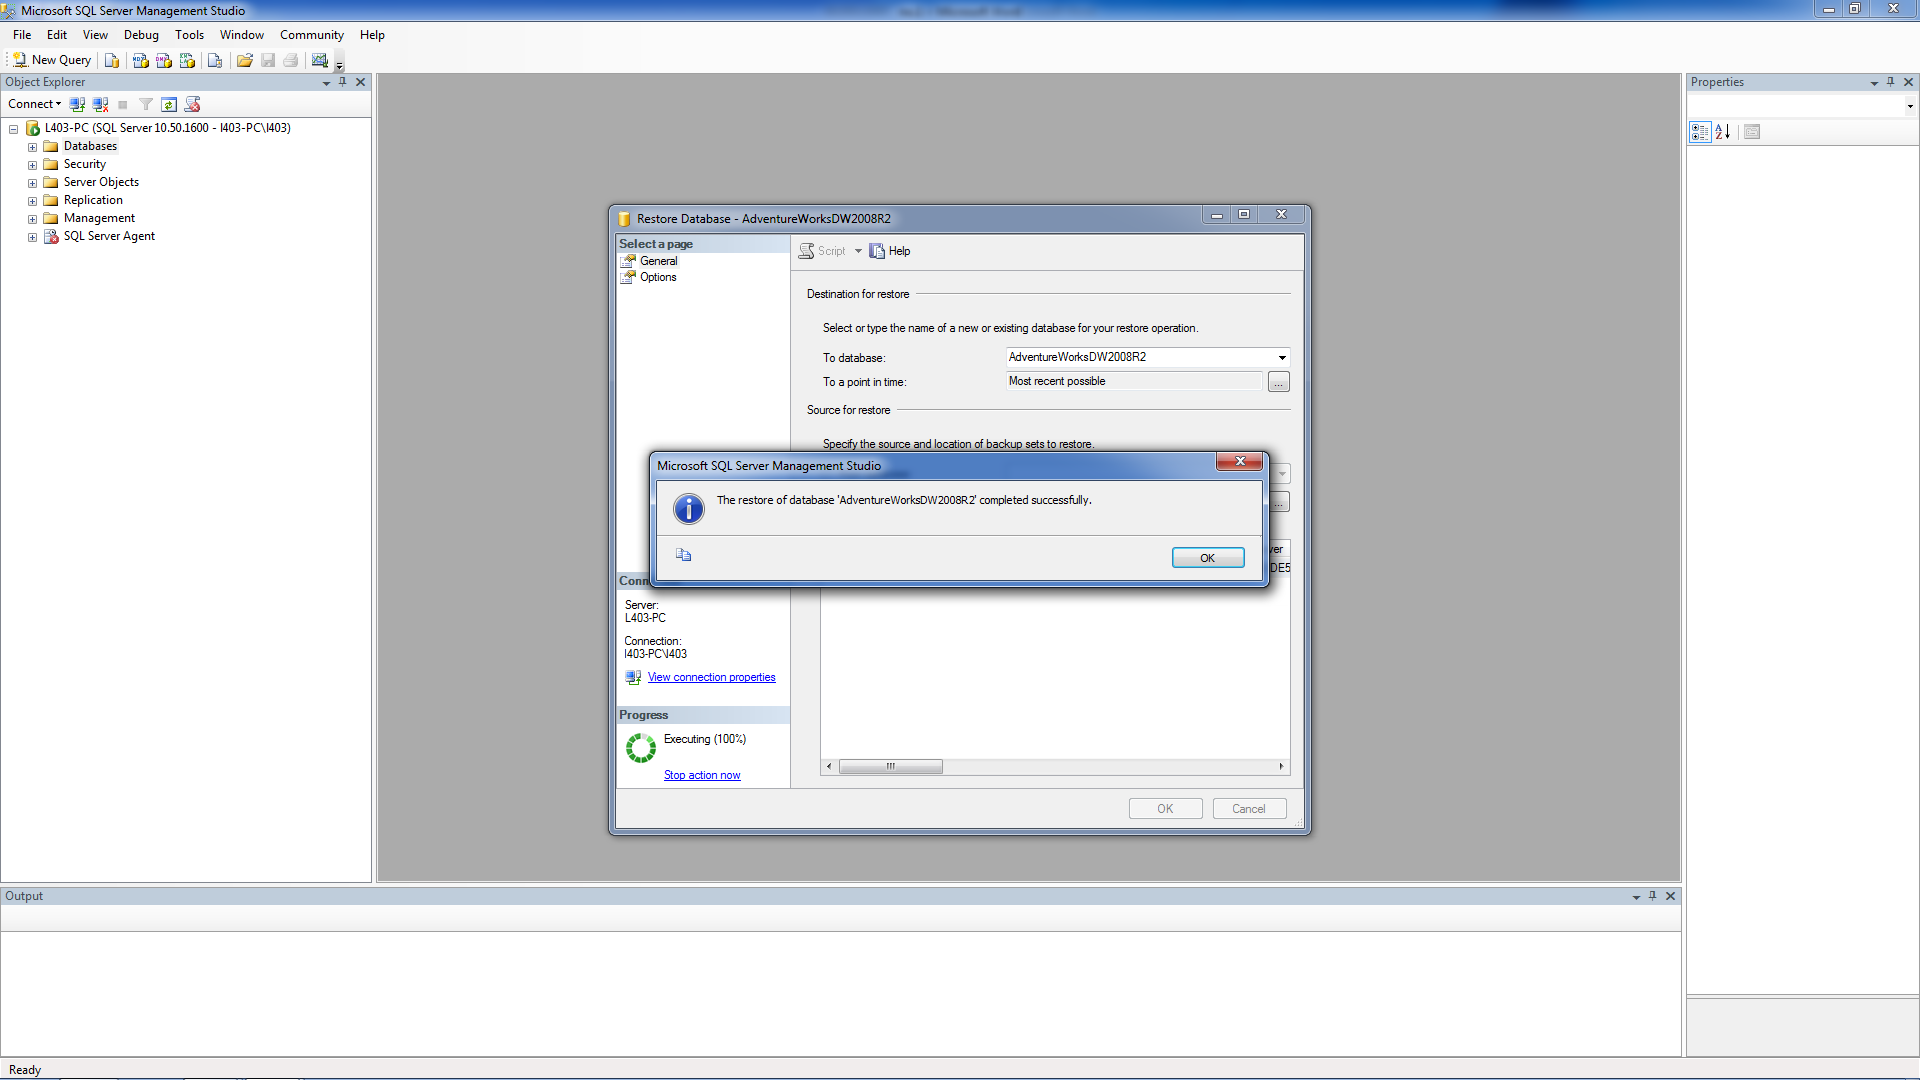 Microsoft SQL Server Management Studio
File Edit View Debug Tools Window Community Help
New Query
Object Explorer
Connect
L403-PC (SQL Server 10.50.1600 - l403-PC\l403)
Databases
Security
Server Objects
Replication
Management
SQL Server Agent
Properties
Restore Database - AdventureWorksDW2008R2
Select a page
General
Options
Script Help
Destination for restore
Select or type the name of a new or existing database for your restore operation.
To database: AdventureWorksDW2008R2
To a point in time: Most recent possible ...
Source for restore
Specify the source and location of backup sets to restore.
Microsoft SQL Server Management Studio
The restore of database 'AdventureWorksDW2008R2' completed successfully.
OK
Server:
L403-PC
Connection:
l403-PC\l403
View connection properties
Progress
Executing (100%)
Stop action now
OK Cancel
Output
Ready